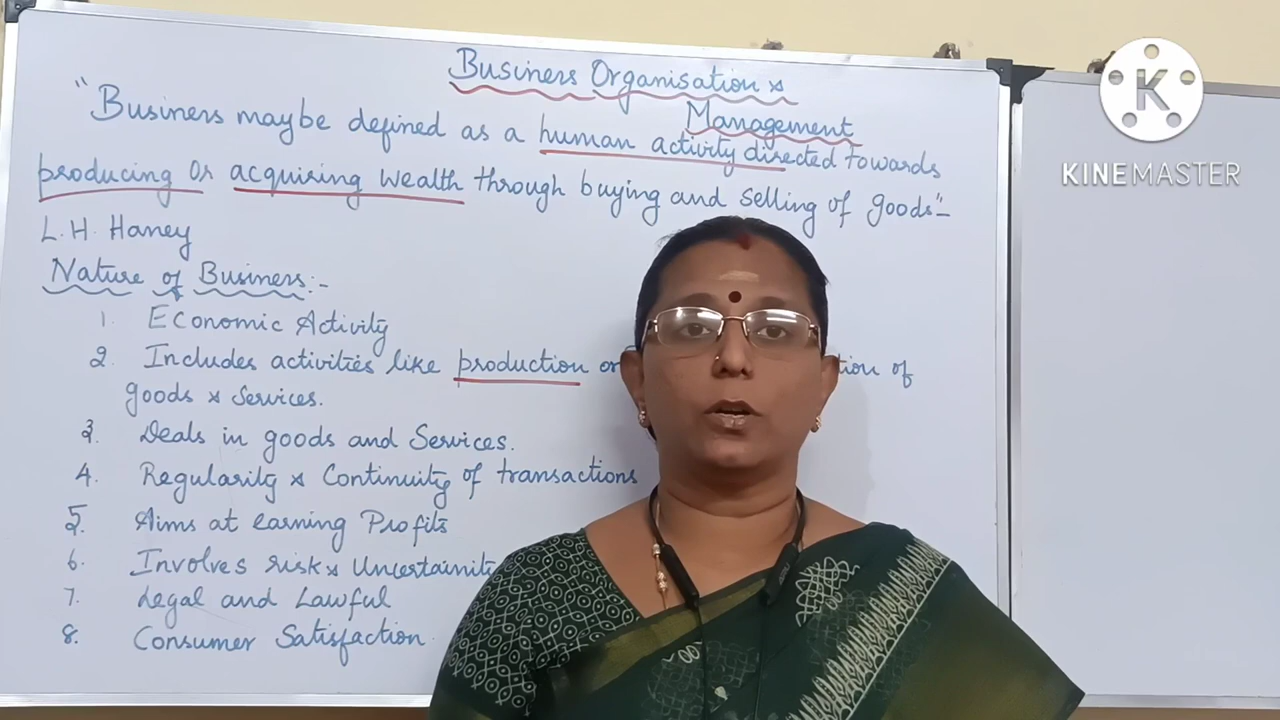 Business Organisation &
Management
"Business maybe defined as a human activity directed towards
producing Or acquiring wealth through buying and selling of goods"-
L.H. Haney
Nature of Business:-
1. Economic Activity
2. Includes activities like production or
goods & Services.
3. Deals in goods and Services.
4. Regularity & Continuity of transactions
5. Aims at earning Profits
6. Involves risk &
7. Legal and Lawful
8. Consumer Satisfaction
K
KINEMASTER